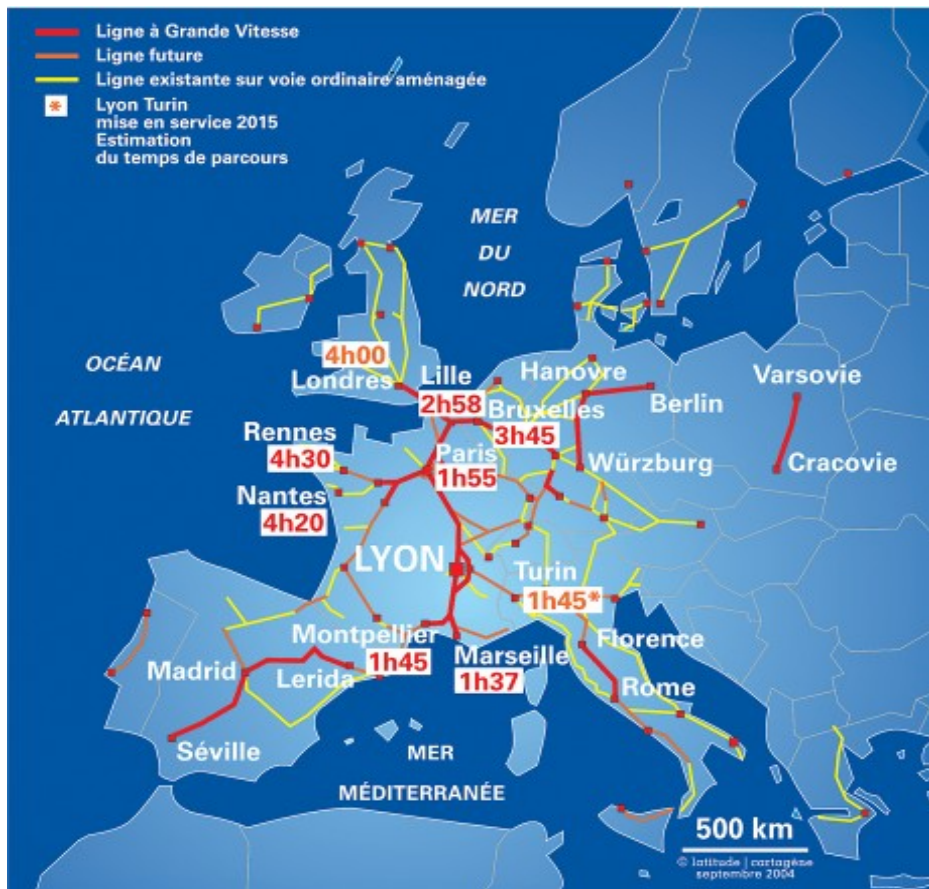 Ligne à Grande Vitesse
Ligne future
Ligne existante sur voie ordinaire aménagée
* Lyon Turin
mise en service 2015
Estimation
du temps de parcours
MER
DU
NORD
OCÉAN
ATLANTIQUE
4h00
Londres
Lille
2h58
Hanovre
Bruxelles
3h45
Berlin
Varsovie
Cracovie
Rennes
4h30
Paris
1h55
Würzburg
Nantes
4h20
LYON
Turin
1h45*
Montpellier
1h45
Marseille
1h37
Florence
Madrid
Lerida
Rome
Séville
MER
MÉDITERRANÉE
500 km
© latitude | cartagène
septembre 2004